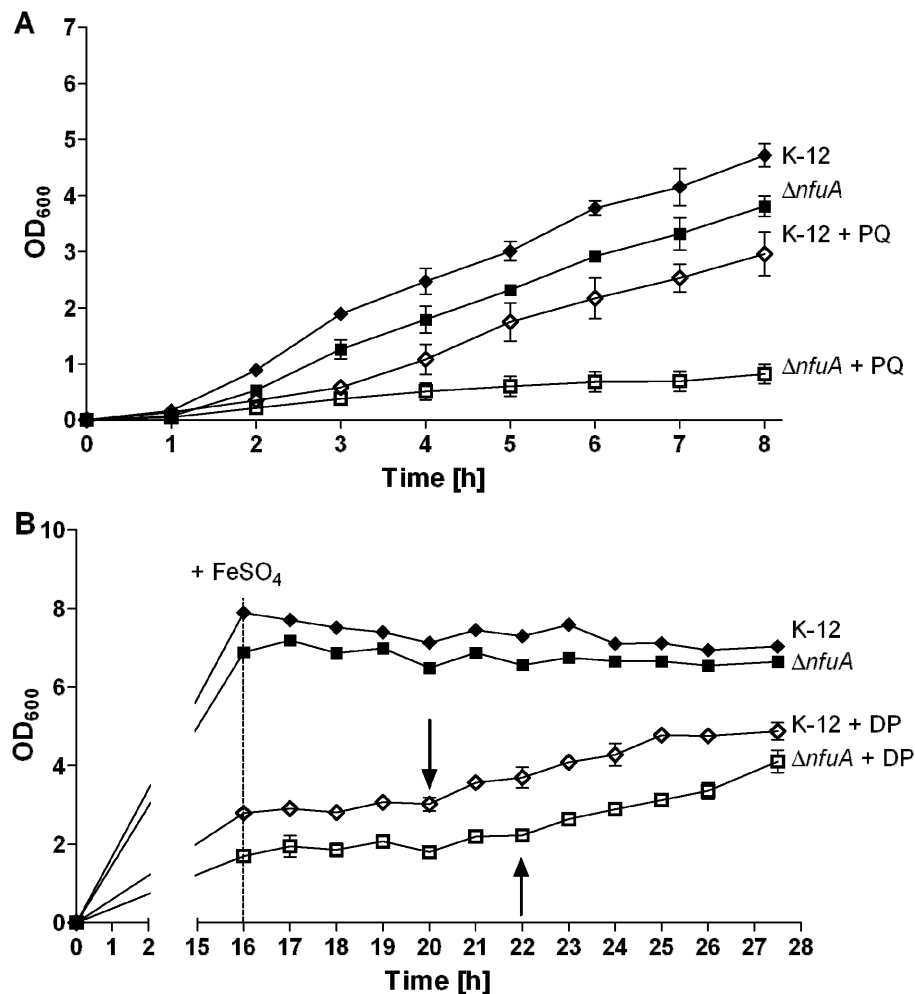 A
7
6
5
4
3
2
1
0
OD600
K-12
ΔnfuA
K-12 + PQ
ΔnfuA + PQ
0 1 2 3 4 5 6 7 8
Time [h]
B
10
8
6
4
2
0
OD600
+ FeSO4
K-12
ΔnfuA
K-12 + DP
ΔnfuA + DP
0 1 2 15 16 17 18 19 20 21 22 23 24 25 26 27 28
Time [h]